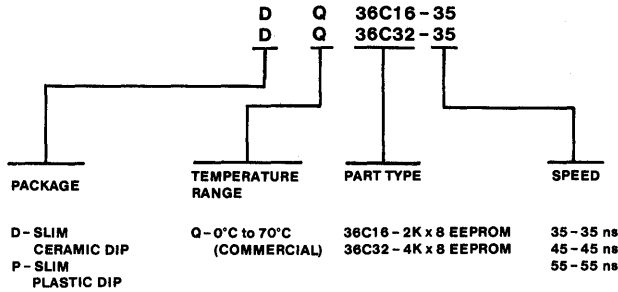 D Q 36C16-35
D Q 36C32-35
PACKAGE
TEMPERATURE RANGE
PART TYPE
SPEED
D-SLIM
CERAMIC DIP
P-SLIM
PLASTIC DIP
Q-0°C to 70°C
(COMMERCIAL)
36C16-2K x 8 EEPROM
36C32-4K x 8 EEPROM
35-35 ns
45-45 ns
55-55 ns